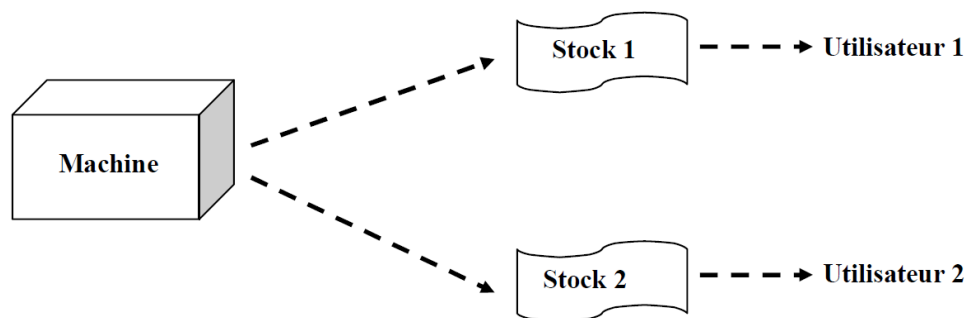 Stock 1
Utilisateur 1
Machine
Stock 2
Utilisateur 2